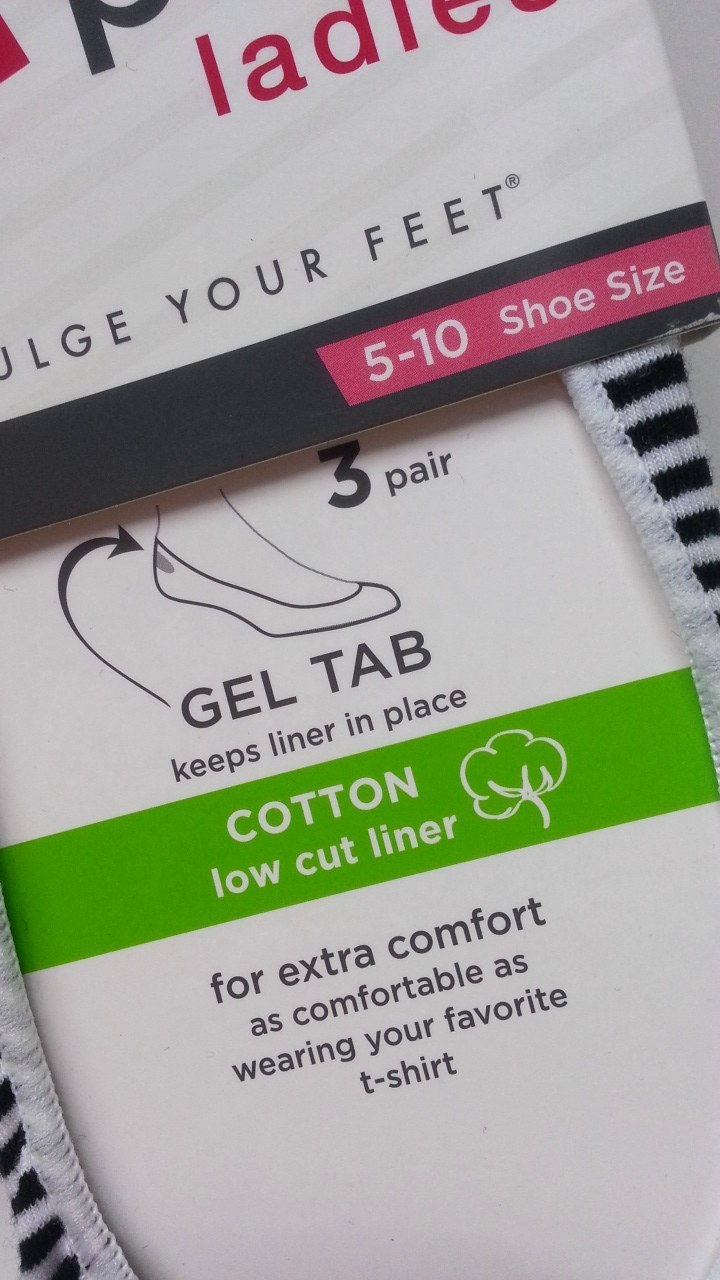 ladies
YOUR FEET®
5-10 Shoe Size
3 pair
GEL TAB
keeps liner in place
COTTON
low cut liner
for extra comfort
as comfortable as
wearing your favorite
t-shirt